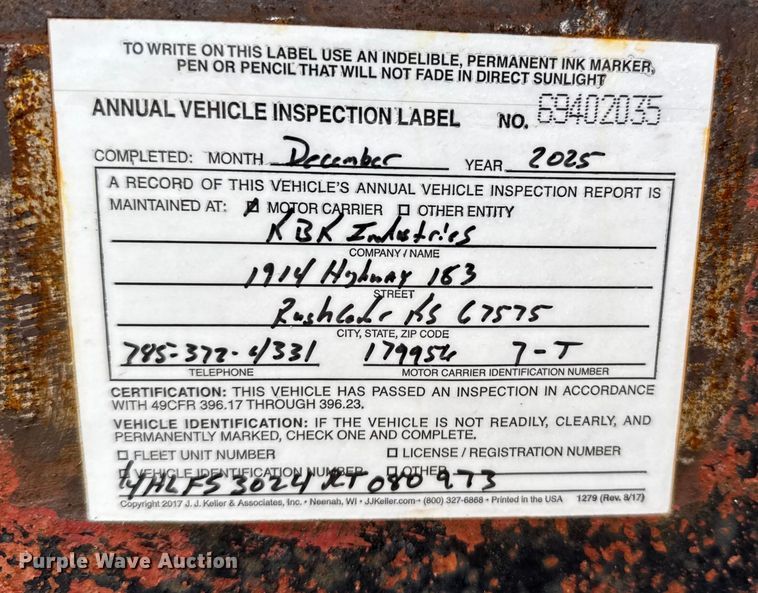 TO WRITE ON THIS LABEL USE AN INDELIBLE, PERMANENT INK MARKER,
PEN OR PENCIL THAT WILL NOT FADE IN DIRECT SUNLIGHT
ANNUAL VEHICLE INSPECTION LABEL NO. 69402035
COMPLETED: MONTH December YEAR 2025
A RECORD OF THIS VEHICLE'S ANNUAL VEHICLE INSPECTION REPORT IS
MAINTAINED AT: MOTOR CARRIER OTHER ENTITY
KBK Industries
COMPANY / NAME
1914 Highway 183
STREET
KS 67575
CITY, STATE, ZIP CODE
785-372-4331 179956 7-T
TELEPHONE MOTOR CARRIER IDENTIFICATION NUMBER
CERTIFICATION: THIS VEHICLE HAS PASSED AN INSPECTION IN ACCORDANCE
WITH 49CFR 396.17 THROUGH 396.23.
VEHICLE IDENTIFICATION: IF THE VEHICLE IS NOT READILY, CLEARLY, AND
PERMANENTLY MARKED, CHECK ONE AND COMPLETE.
FLEET UNIT NUMBER LICENSE / REGISTRATION NUMBER
VEHICLE IDENTIFICATION NUMBER OTHER
Copyright 2017 J. J. Keller & Associates, Inc. • Neenah, WI • JJKeller.com • (800) 327-6868 • Printed in the USA 1279 (Rev. 8/17)
Purple Wave Auction